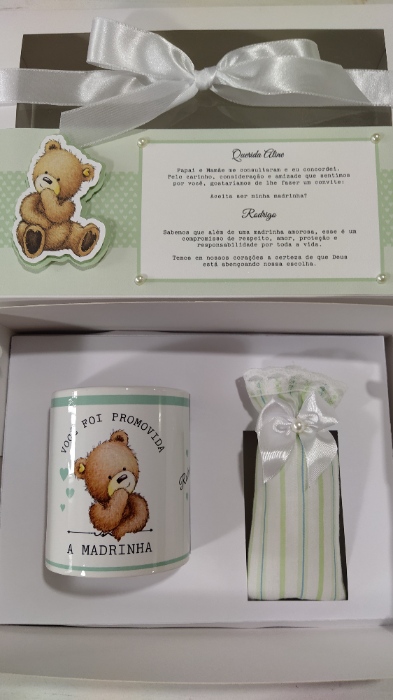 Querida Aline
Papai e Mamãe me consultaram e eu concordei.
Pelo carinho, consideração e amizade que sentimos
por você, gostaríamos de lhe fazer um convite:
Aceita ser minha madrinha?
Rodrigo
Sabemos que além de uma madrinha amorosa, esse é um
compromisso de respeito, amor, proteção e
responsabilidade por toda a vida.
Temos em nossos corações a certeza de que Deus
está abençoando nossa escolha.
VOCÊ FOI PROMOVIDA
A MADRINHA